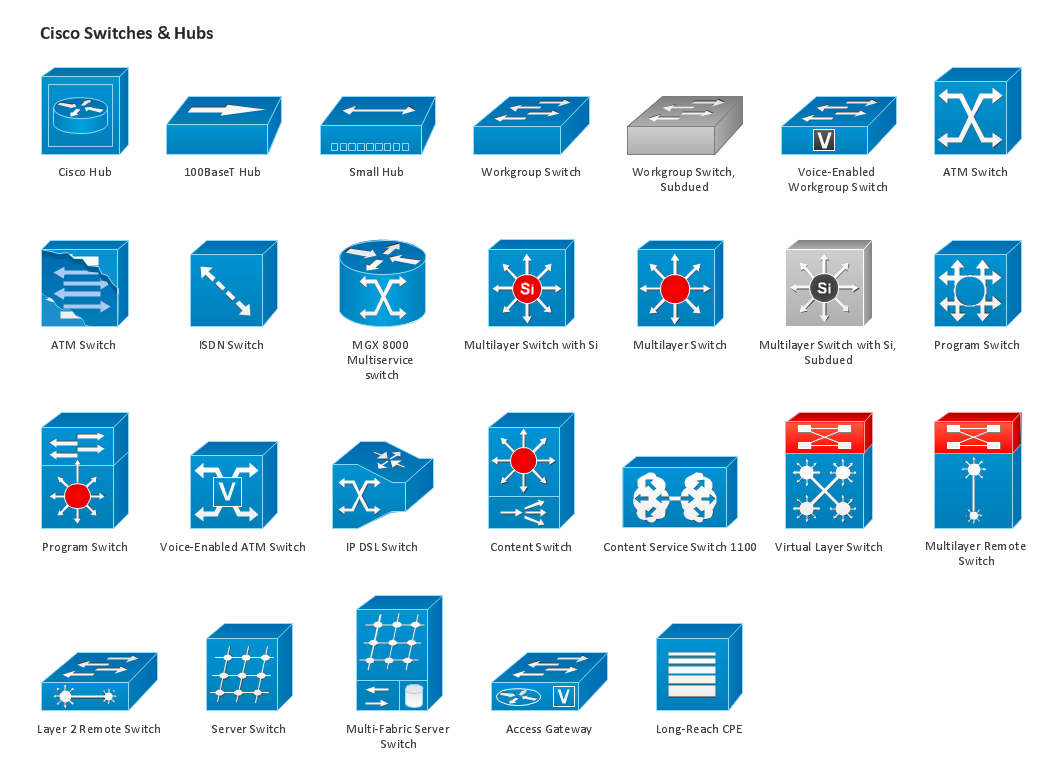 Cisco Switches & Hubs
Cisco Hub
100BaseT Hub
Small Hub
Workgroup Switch
Workgroup Switch,
Subdued
V
Voice-Enabled
Workgroup Switch
ATM Switch
ATM Switch
ISDN Switch
MGX 8000
Multiservice
switch
Si
Multilayer Switch with Si
Multilayer Switch
Si
Multilayer Switch with Si,
Subdued
Program Switch
Program Switch
V
Voice-Enabled ATM Switch
IP DSL Switch
Content Switch
Content Service Switch 1100
Virtual Layer Switch
Multilayer Remote
Switch
Layer 2 Remote Switch
Server Switch
Multi-Fabric Server
Switch
V
Access Gateway
Long-Reach CPE